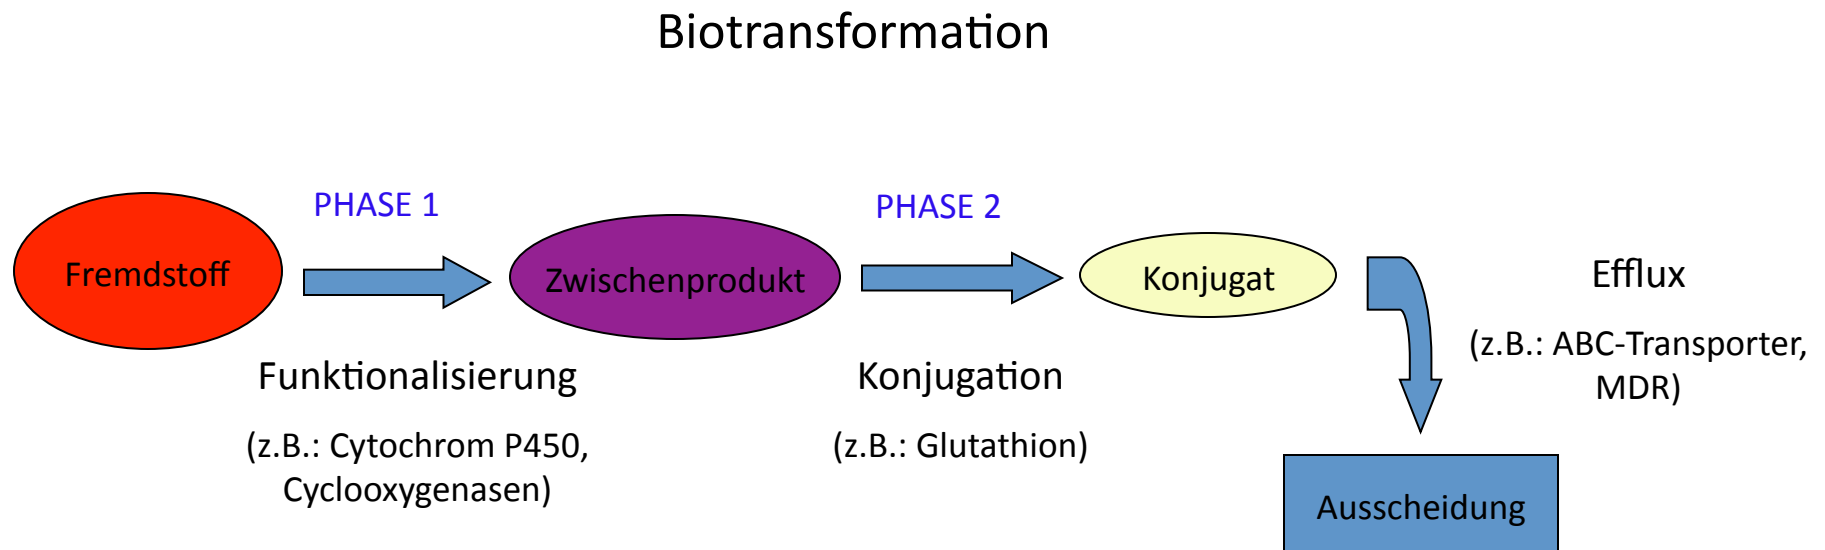 Biotransformation
PHASE 1
PHASE 2
Fremdstoff
Zwischenprodukt
Konjugat
Efflux
(z.B.: ABC-Transporter,
MDR)
Funktionalisierung
(z.B.: Cytochrom P450,
Cyclooxygenasen)
Konjugation
(z.B.: Glutathion)
Ausscheidung